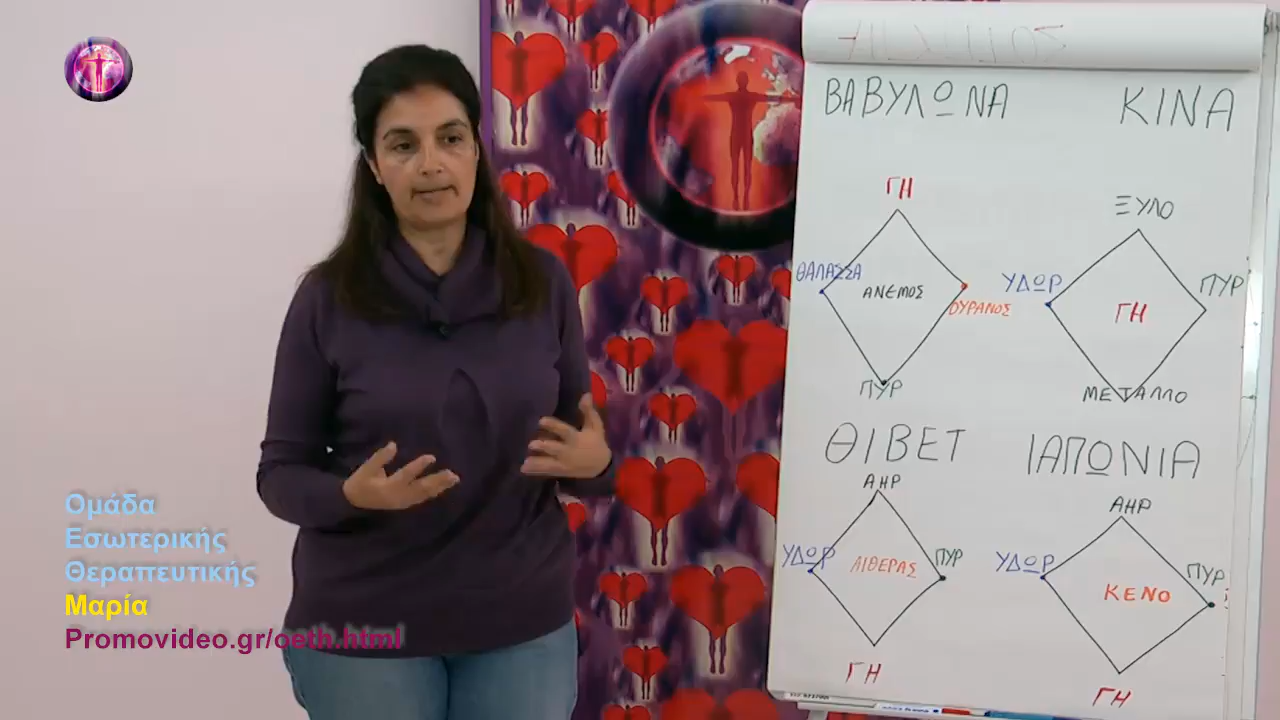 ΒΑΒΥΛΩΝΑ
ΚΙΝΑ
ΓΗ
ΘΑΛΑΣΣΑ
ΑΝΕΜΟΣ
ΟΥΡΑΝΟΣ
ΠΥΡ
ΞΥΛΟ
ΥΔΩΡ
ΠΥΡ
ΓΗ
ΜΕΤΑΛΛΟ
ΘΙΒΕΤ
ΙΑΠΩΝΙΑ
ΑΗΡ
ΥΔΩΡ
ΠΥΡ
ΑΙΘΕΡΑΣ
ΓΗ
ΑΗΡ
ΥΔΩΡ
ΠΥΡ
ΚΕΝΟ
ΓΗ
Ομάδα
Εσωτερικής
Θεραπευτικής
Μαρία
Promovideo.gr/oeth.html